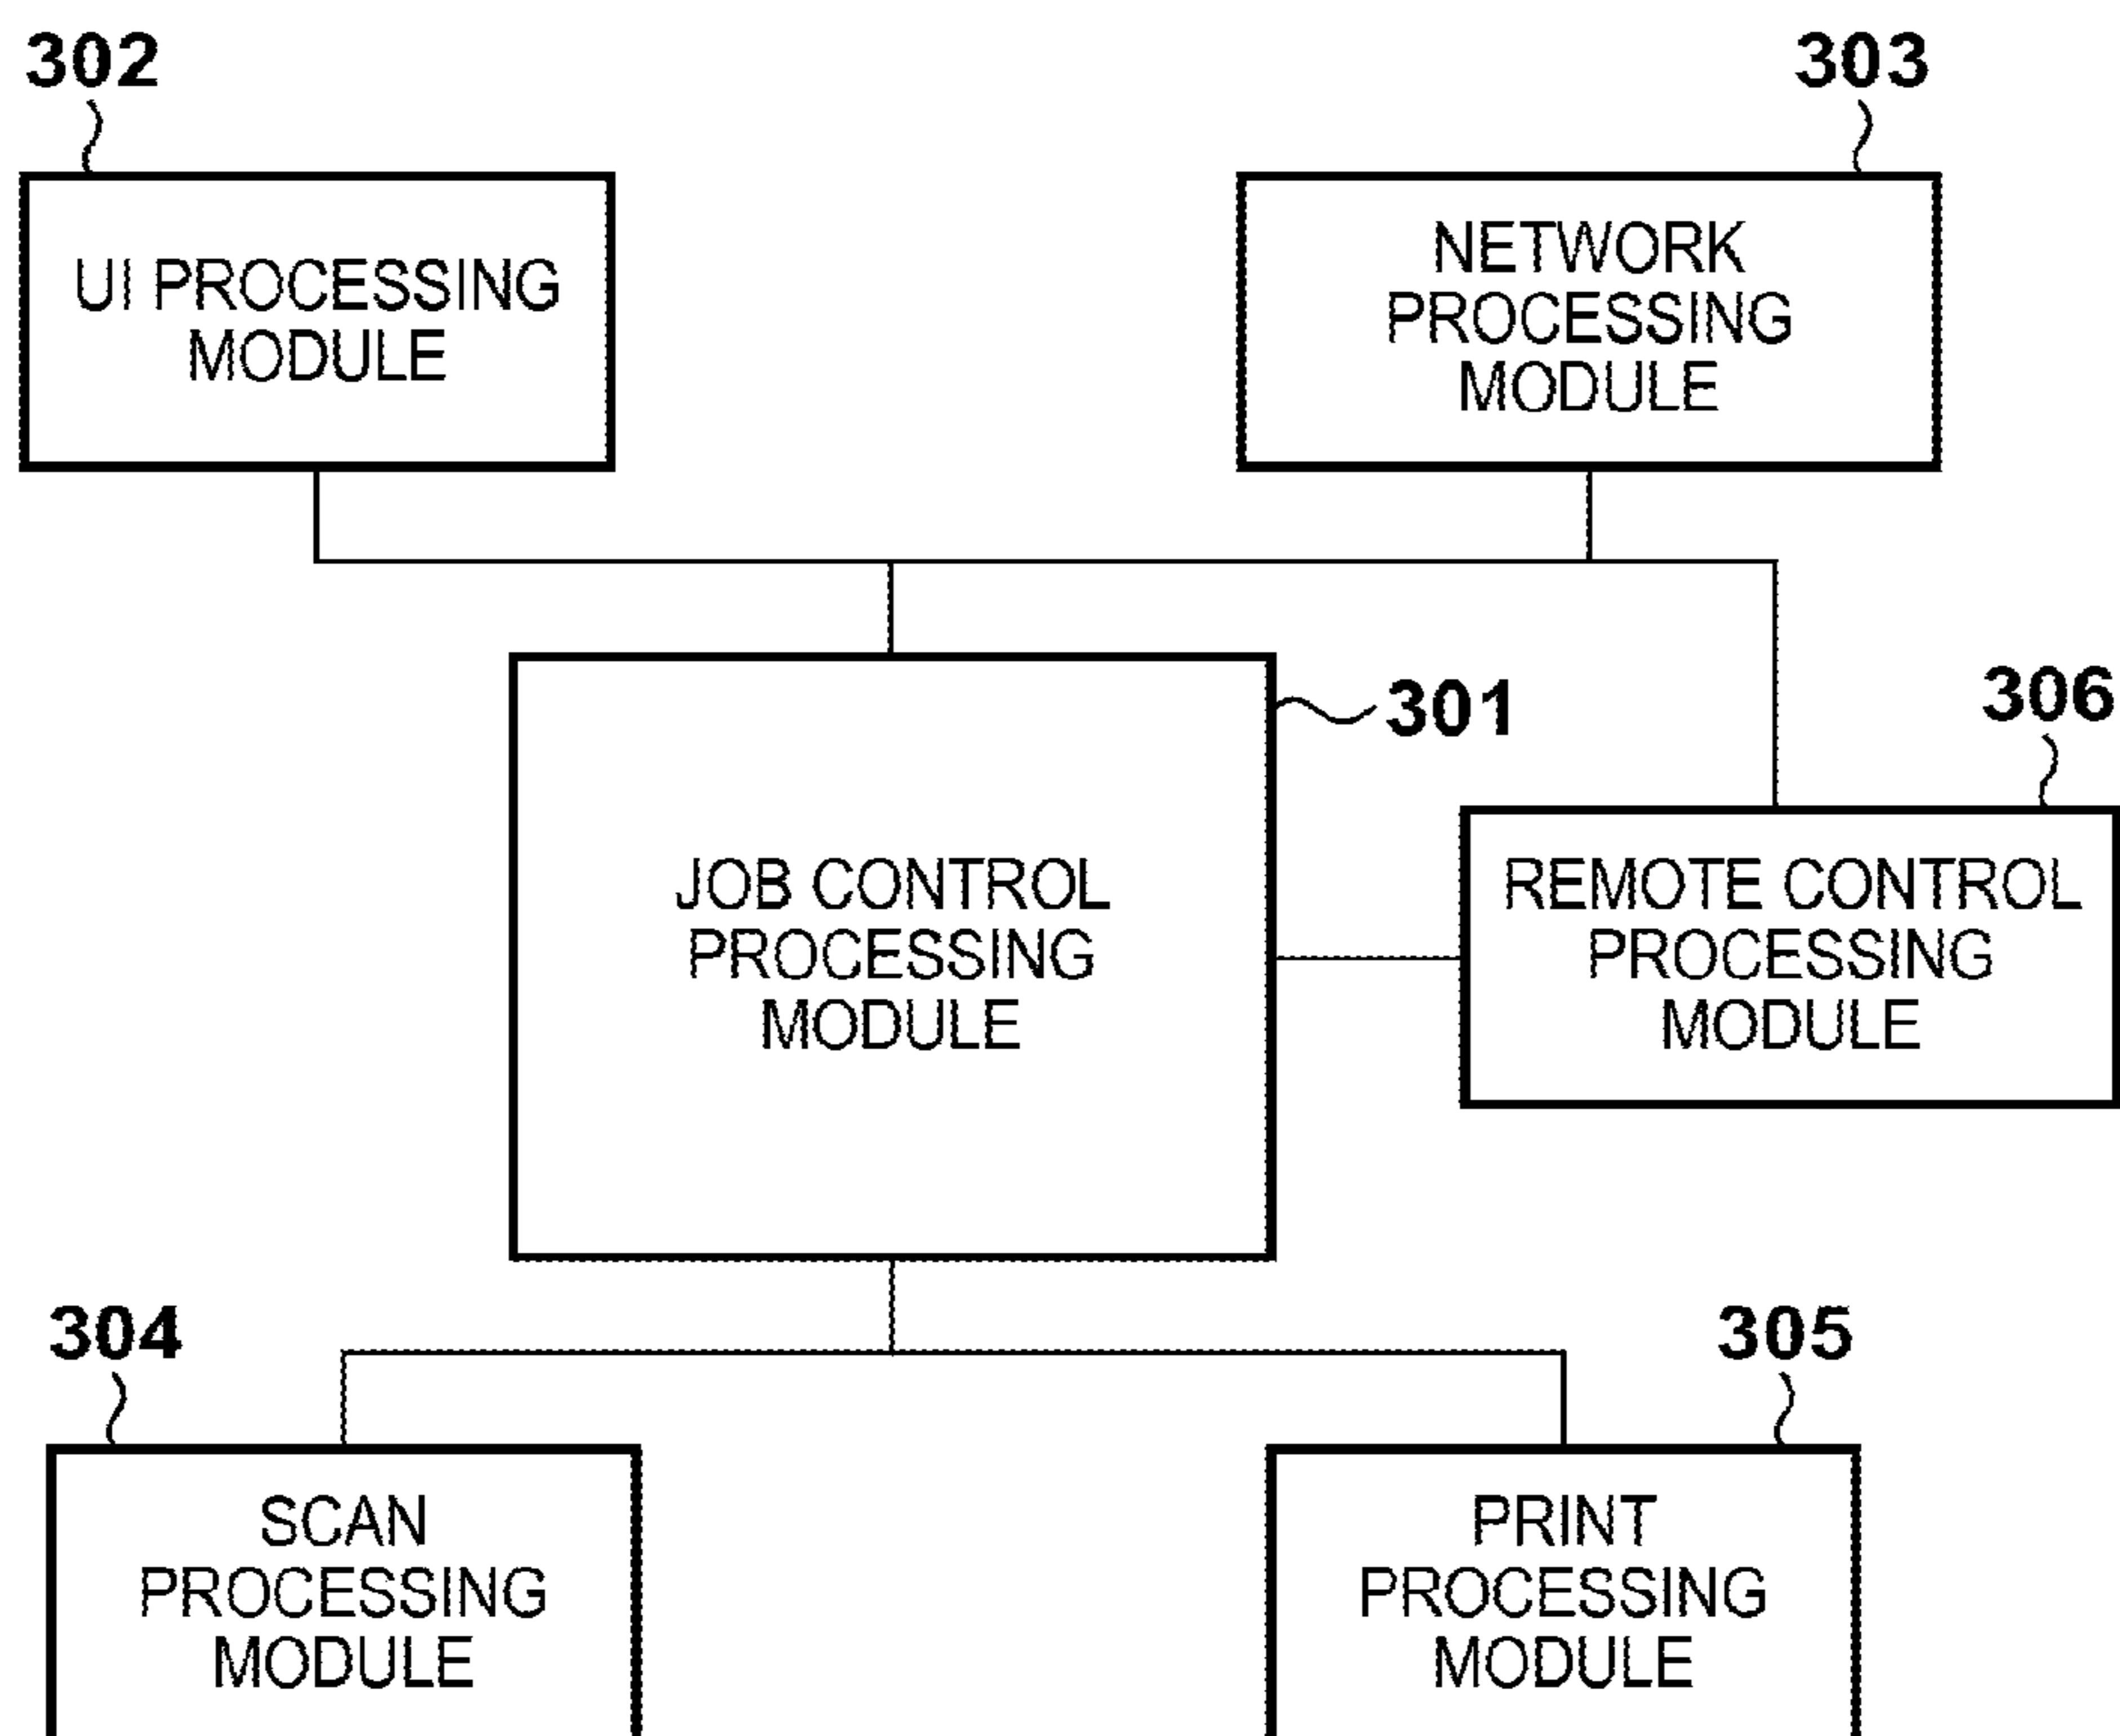 302
303
UI PROCESSING
MODULE
NETWORK
PROCESSING
MODULE
301
306
JOB CONTROL
PROCESSING
MODULE
REMOTE CONTROL
PROCESSING
MODULE
304
305
SCAN
PROCESSING
MODULE
PRINT
PROCESSING
MODULE